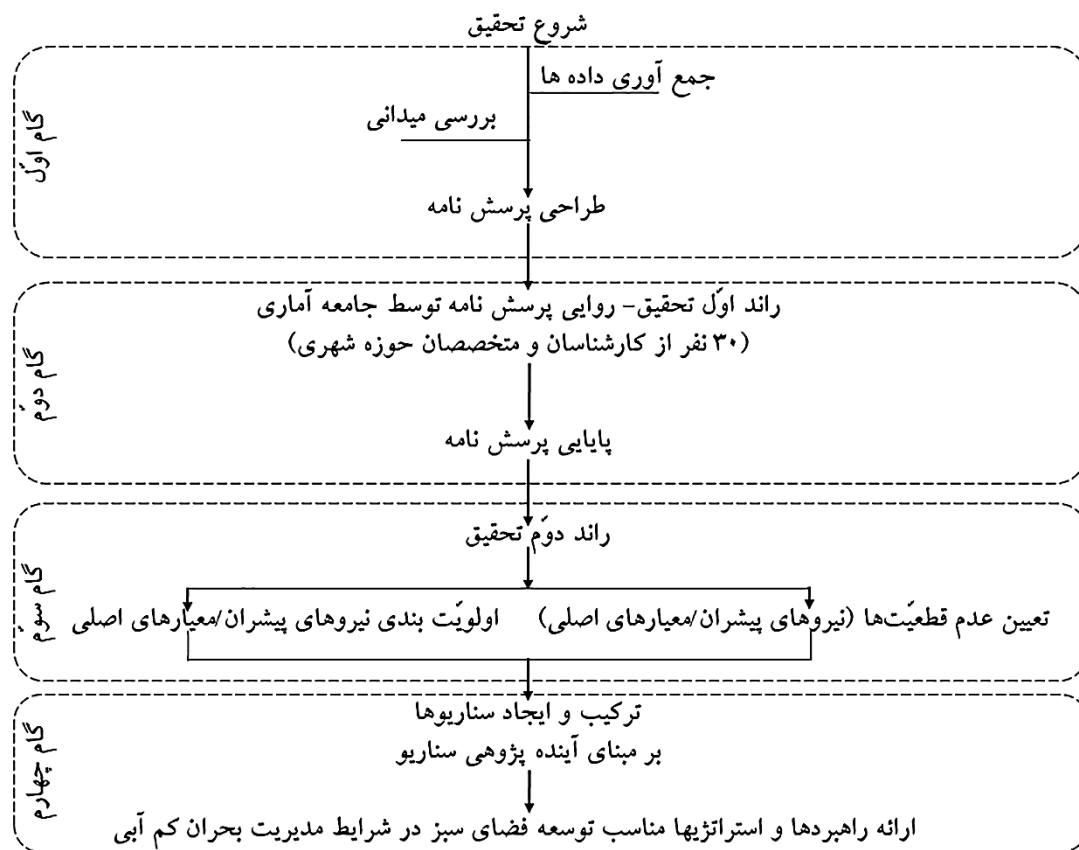 شروع تحقیق
گام اوّل
جمع آوری داده ها
بررسی میدانی
طراحی پرسش نامه
گام دوم
راند اوّل تحقیق- روایی پرسش نامه توسط جامعه آماری
(۳۰ نفر از کارشناسان و متخصصان حوزه شهری)
پایایی پرسش نامه
گام سوم
راند دوّم تحقیق
تعیین عدم قطعیّت‌ها (نیروهای پیشران/معیارهای اصلی)
اولویّت بندی نیروهای پیشران/معیارهای اصلی
گام چهارم
ترکیب و ایجاد سناریوها
بر مبنای آینده پژوهی سناریو
ارائه راهبردها و استراتژیها مناسب توسعه فضای سبز در شرایط مدیریت بحران کم آبی